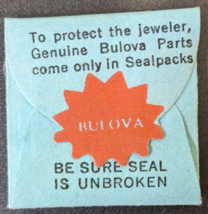 To protect the jeweler,
Genuine Bulova Parts
come only in Sealpacks
BULOVA
BE SURE SEAL
IS UNBROKEN